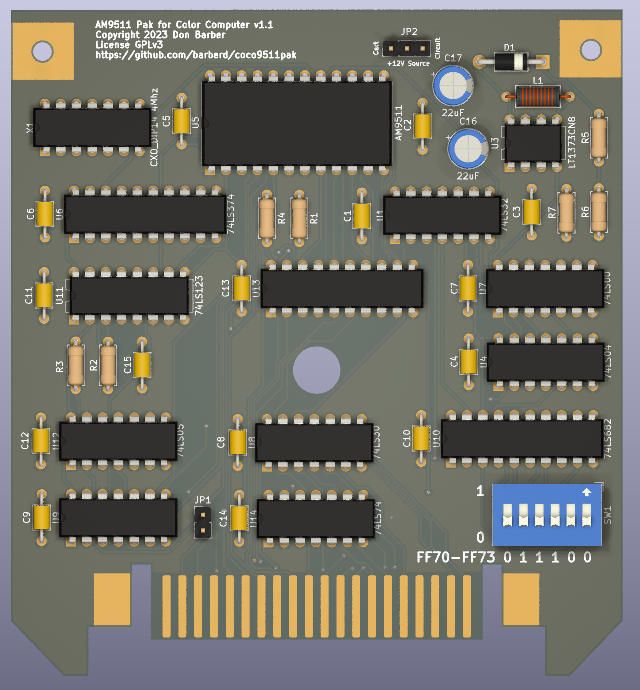 AM9511 Pak for Color Computer v1.1
Copyright 2023 Don Barber
License GPLv3
https://github.com/barberd/coco9511pak
JP2
Cart
Circuit
+12V Source
C17
D1
L1
22uF
C16
22uF
Y1
CXO_DIP14 4Mhz
C5
U5
AM9511
C2
U3
LT1373CN8
R5
C6
U6
74LS374
R4
R1
C1
U1
74LS32
C3
R7
R6
C11
U11
74LS123
C13
U13
C7
U7
74LS00
R3
R2
C15
C4
U4
74LS04
C12
U12
74LS05
C8
U8
74LS30
C10
U10
74LS682
C9
U9
JP1
C14
U14
74LS74
1
0
SW1
FF70-FF73 0 1 1 1 0 0